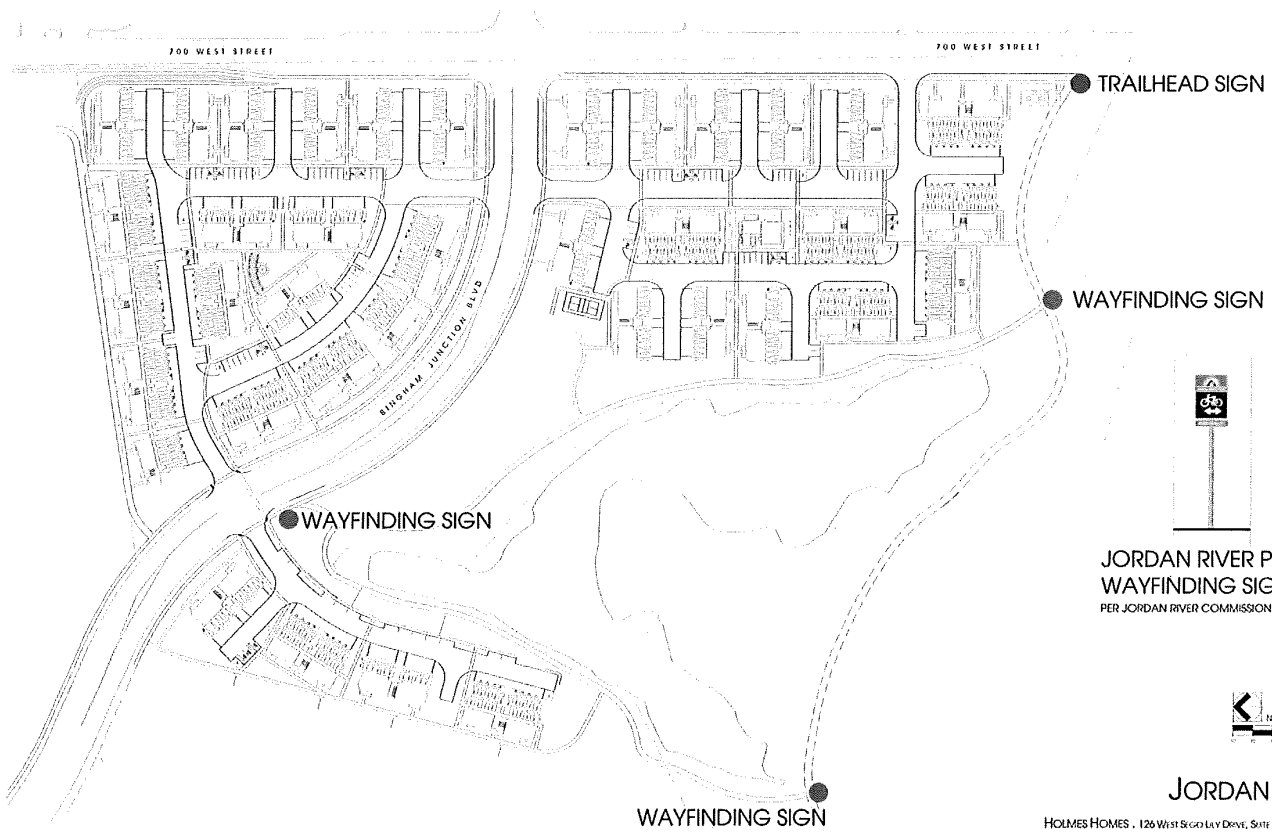 700 WEST STREET
700 WEST STREET
TRAILHEAD SIGN
WAYFINDING SIGN
BINGHAM JUNCTION BLVD
WAYFINDING SIGN
JORDAN RIVER P
WAYFINDING SIG
PER JORDAN RIVER COMMISSION
N
JORDAN
WAYFINDING SIGN
HOLMES HOMES . 126 WEST SEGO LILY DRIVE, SUITE